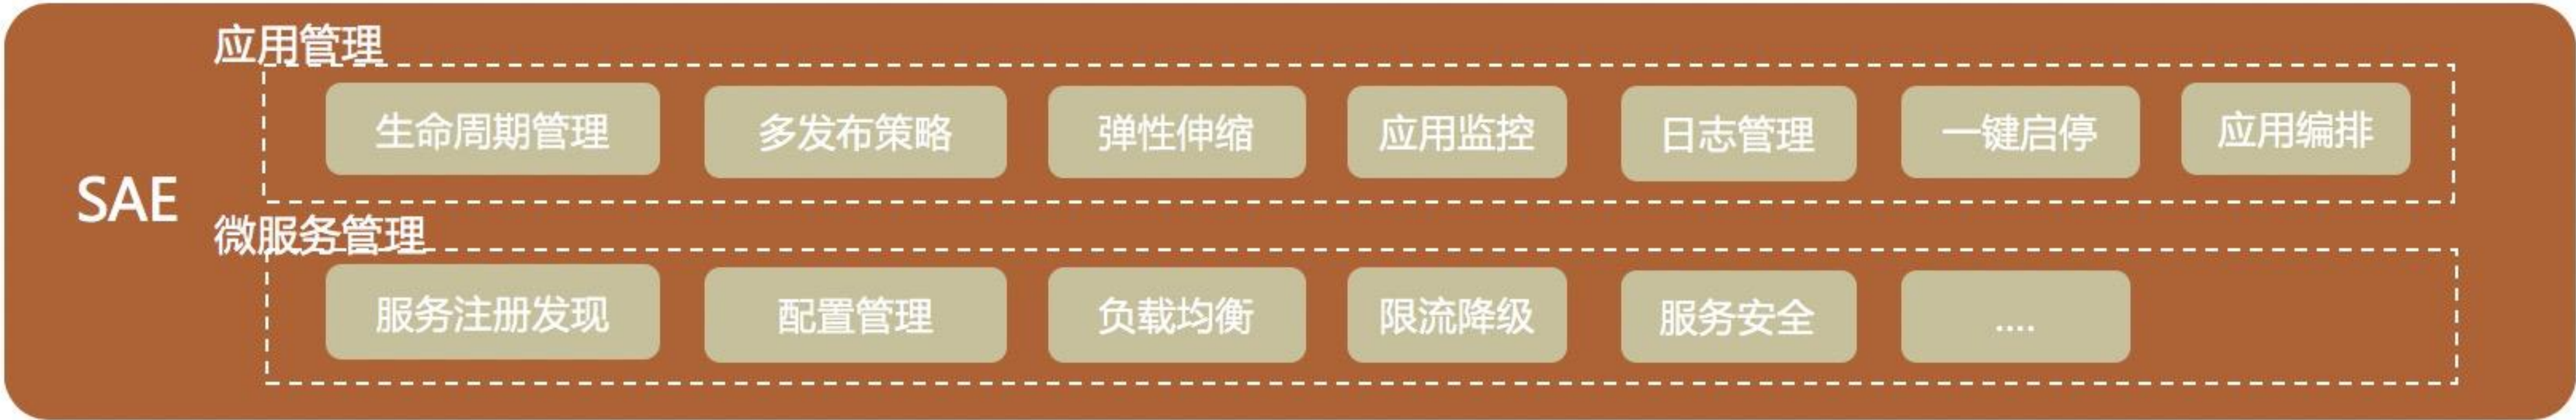 应用管理
生命周期管理 多发布策略 弹性伸缩 应用监控 日志管理 一键启停 应用编排
SAE
微服务管理
服务注册发现 配置管理 负载均衡 限流降级 服务安全 ....